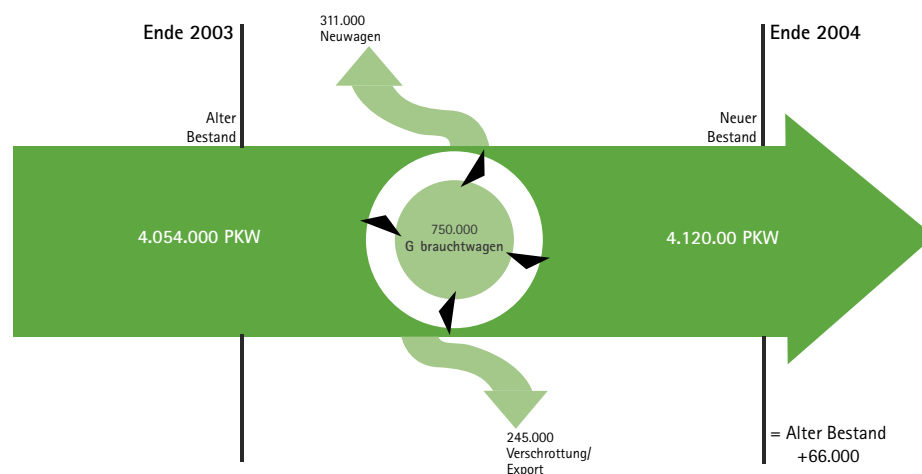 311.000
Neuwagen
Ende 2003
Ende 2004
Alter
Bestand
Neuer
Bestand
4.054.000 PKW
750.000
G brauchtwagen
4.120.00 PKW
245.000
Verschrottung/
Export
= Alter Bestand
+66.000